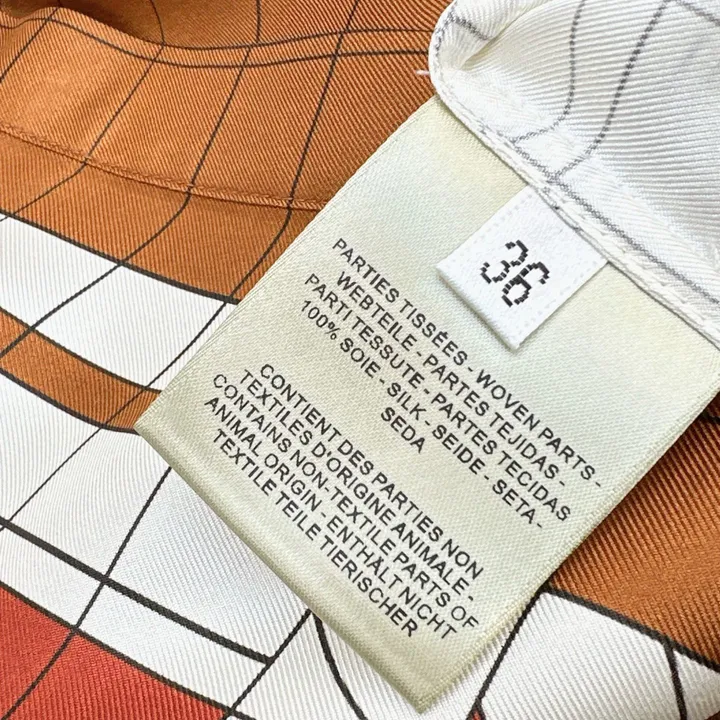 36
PARTIES TISSÉES - WOVEN PARTS -
WEBTEILE - PARTES TEJIDAS -
PARTI TESSUTE - PARTES TECIDAS
100% SOIE - SILK - SEIDE - SETA -
SEDA
CONTIENT DES PARTIES NON
TEXTILES D'ORIGINE ANIMALE -
CONTAINS NON-TEXTILE PARTS OF
ANIMAL ORIGIN - ENTHÄLT NICHT
TEXTILE TEILE TIERISCHER